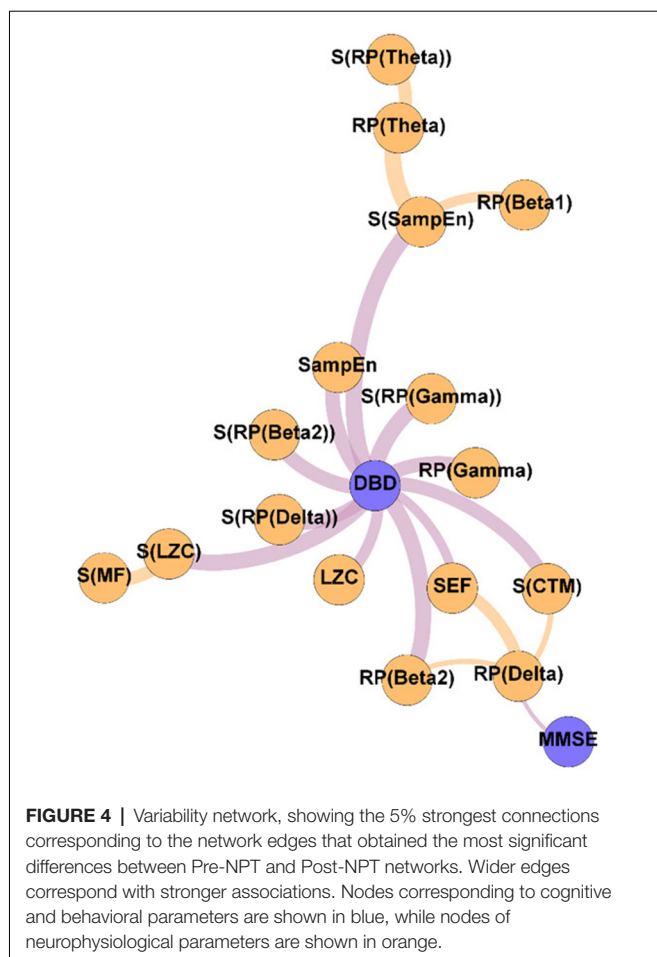 S(RP(Theta))
RP(Theta)
RP(Beta1)
S(SampEn)
SampEn
S(RP(Gamma))
S(RP(Beta2))
RP(Gamma)
DBD
S(RP(Delta))
S(LZC)
S(MF)
LZC
SEF
S(CTM)
RP(Beta2)
RP(Delta)
MMSE
FIGURE 4 | Variability network, showing the 5% strongest connections
corresponding to the network edges that obtained the most significant
differences between Pre-NPT and Post-NPT networks. Wider edges
correspond with stronger associations. Nodes corresponding to cognitive
and behavioral parameters are shown in blue, while nodes of
neurophysiological parameters are shown in orange.